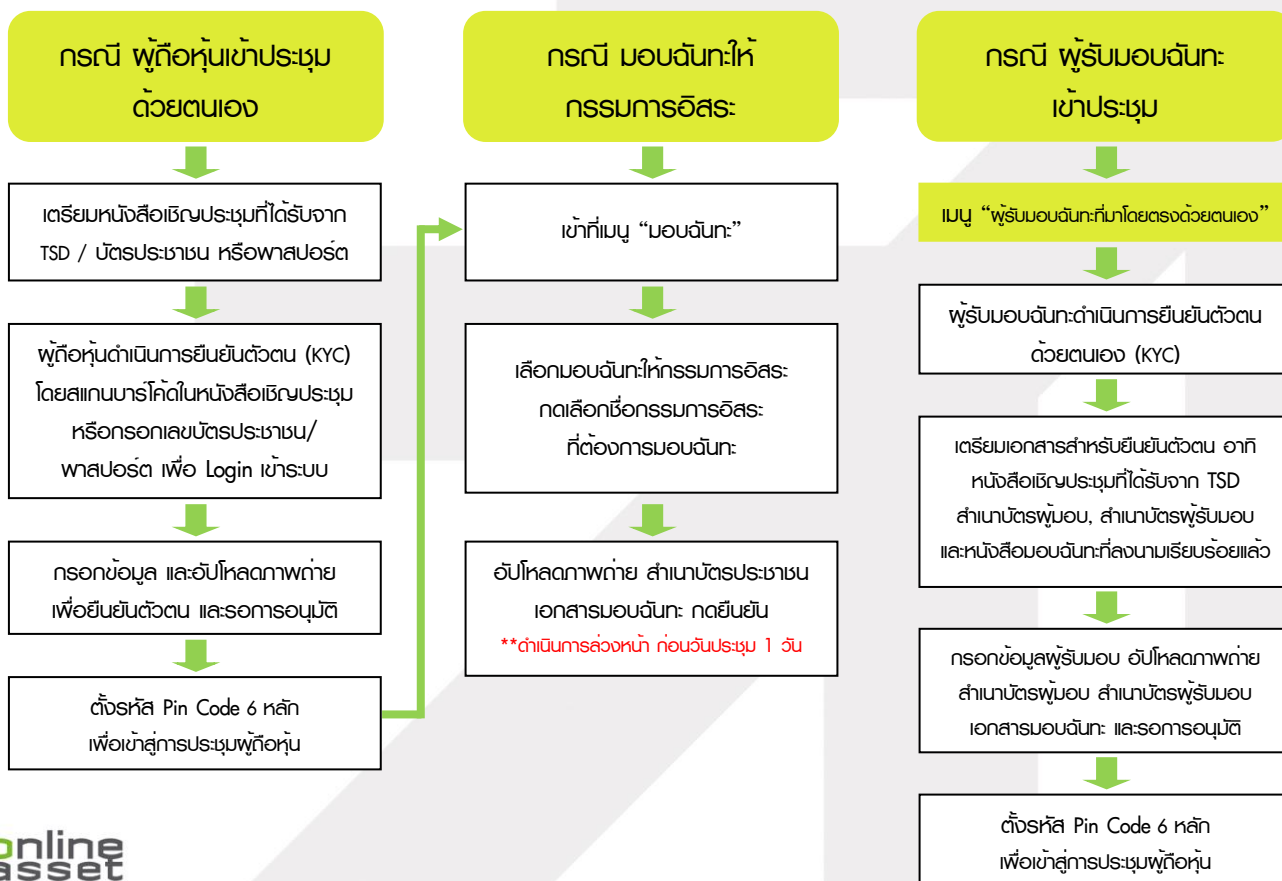 กรณี ผู้ถือหุ้นเข้าประชุม
ด้วยตนเอง
เตรียมหนังสือเชิญประชุมที่ได้รับจาก
TSD / บัตรประชาชน หรือพาสปอร์ต
ผู้ถือหุ้นดำเนินการยืนยันตัวตน (KYC)
โดยสแกนบาร์โค้ดในหนังสือเชิญประชุม
หรือกรอกเลขบัตรประชาชน/
พาสปอร์ต เพื่อ Login เข้าระบบ
กรอกข้อมูล และอัปโหลดภาพถ่าย
เพื่อยืนยันตัวตน และรอการอนุมัติ
ตั้งรหัส Pin Code 6 หลัก
เพื่อเข้าสู่การประชุมผู้ถือหุ้น
กรณี มอบฉันทะให้
กรรมการอิสระ
เข้าที่เมนู “มอบฉันทะ”
เลือกมอบฉันทะให้กรรมการอิสระ
กดเลือกชื่อกรรมการอิสระ
ที่ต้องการมอบฉันทะ
อัปโหลดภาพถ่าย สำเนาบัตรประชาชน
เอกสารมอบฉันทะ กดยืนยัน
**ดำเนินการล่วงหน้า ก่อนวันประชุม 1 วัน
กรณี ผู้รับมอบฉันทะ
เข้าประชุม
เมนู “ผู้รับมอบฉันทะที่มาโดยตรงด้วยตนเอง”
ผู้รับมอบฉันทะดำเนินการยืนยันตัวตน
ด้วยตนเอง (KYC)
เตรียมเอกสารสำหรับยืนยันตัวตน อาทิ
หนังสือเชิญประชุมที่ได้รับจาก TSD
สำเนาบัตรผู้มอบ, สำเนาบัตรผู้รับมอบ
และหนังสือมอบฉันทะที่ลงนามเรียบร้อยแล้ว
กรอกข้อมูลผู้รับมอบ อัปโหลดภาพถ่าย
สำเนาบัตรผู้มอบ สำเนาบัตรผู้รับมอบ
เอกสารมอบฉันทะ และรอการอนุมัติ
ตั้งรหัส Pin Code 6 หลัก
เพื่อเข้าสู่การประชุมผู้ถือหุ้น
online
asset